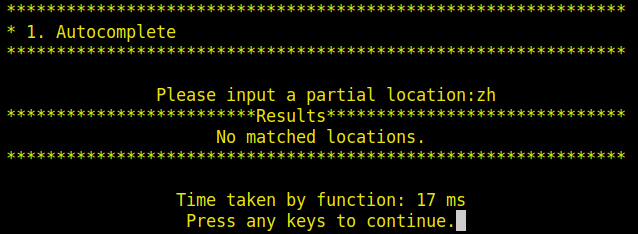 **************************************************************
* 1. Autocomplete
**************************************************************
Please input a partial location:zh
*************************Results******************************
No matched locations.
**************************************************************
Time taken by function: 17 ms
Press any keys to continue.